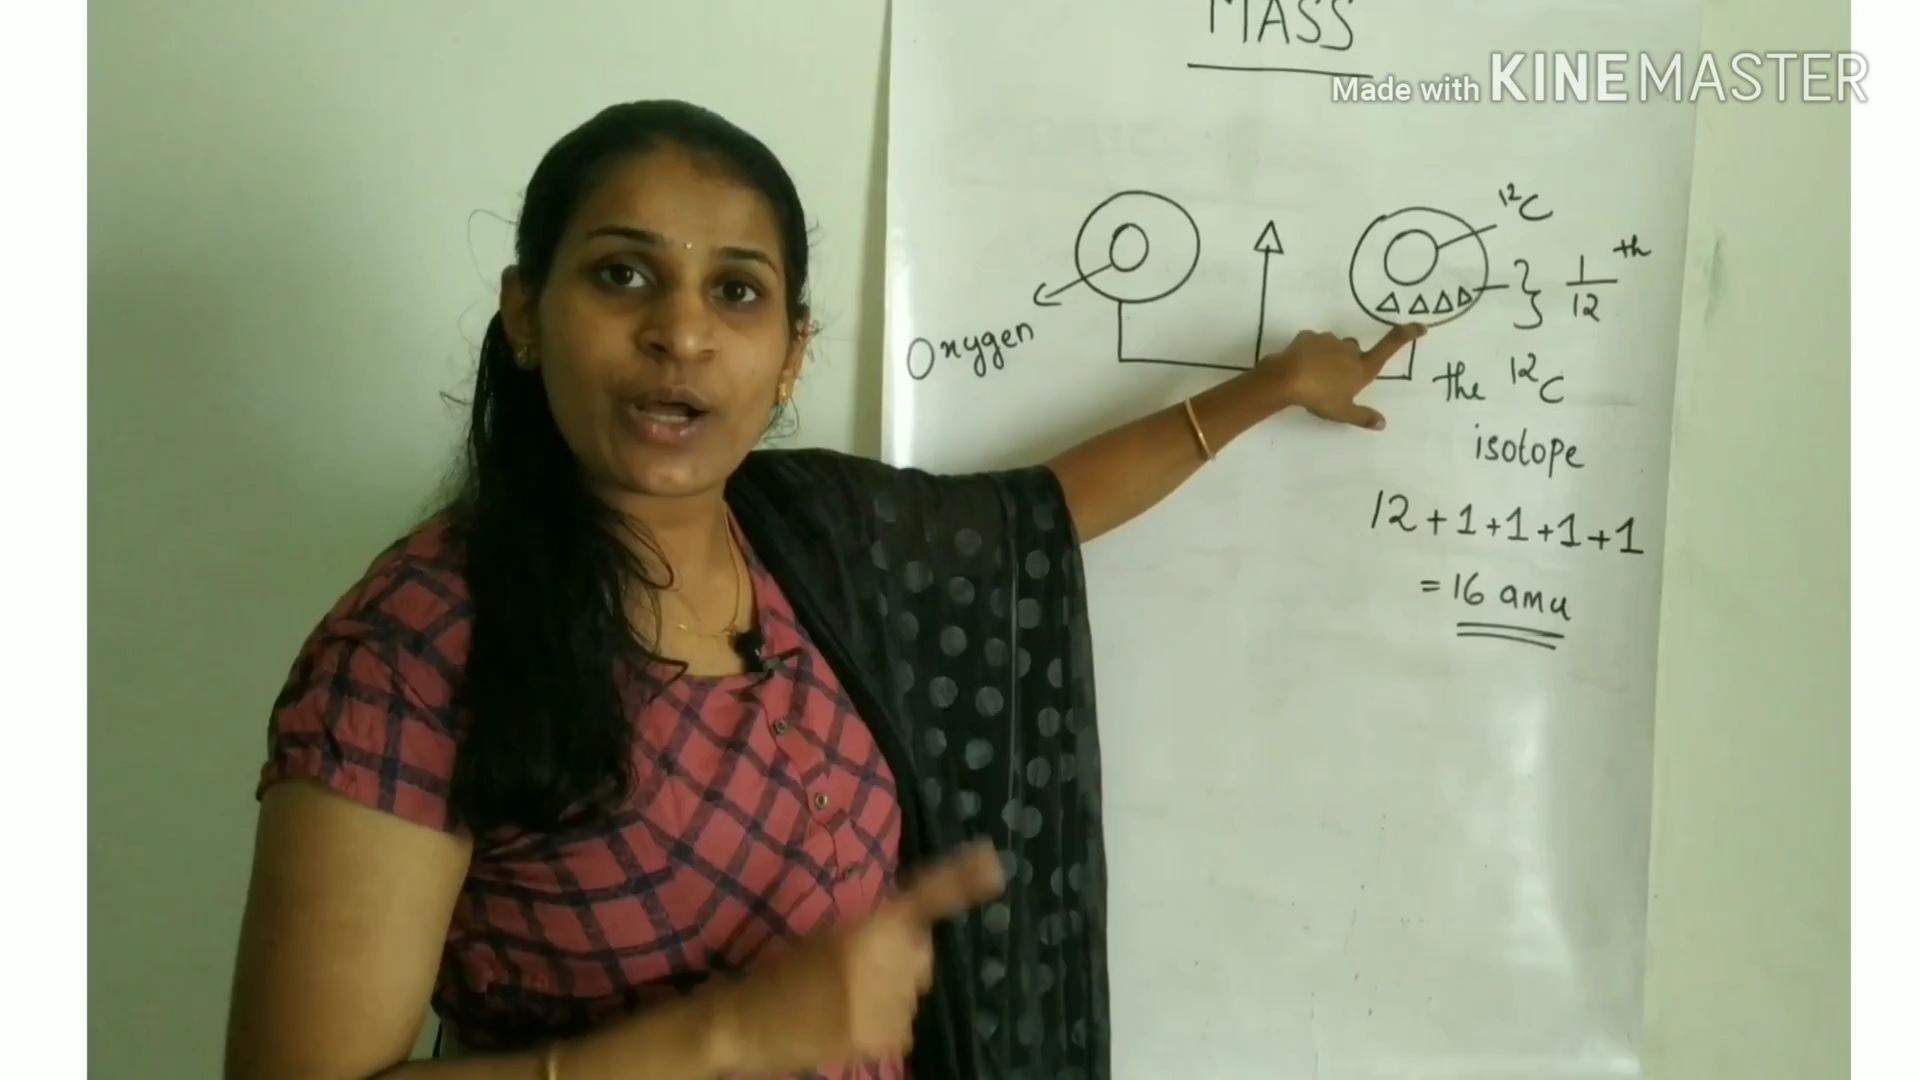 MASS
Made with KINEMASTER
12C
1/12 th
Oxygen
the 12C
isotope
12+1+1+1+1
= 16 amu